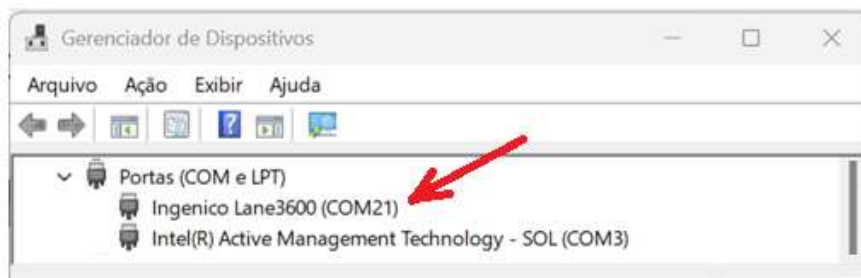 Gerenciador de Dispositivos
Arquivo Ação Exibir Ajuda
?
Portas (COM e LPT)
Ingenico Lane3600 (COM21)
Intel(R) Active Management Technology - SOL (COM3)